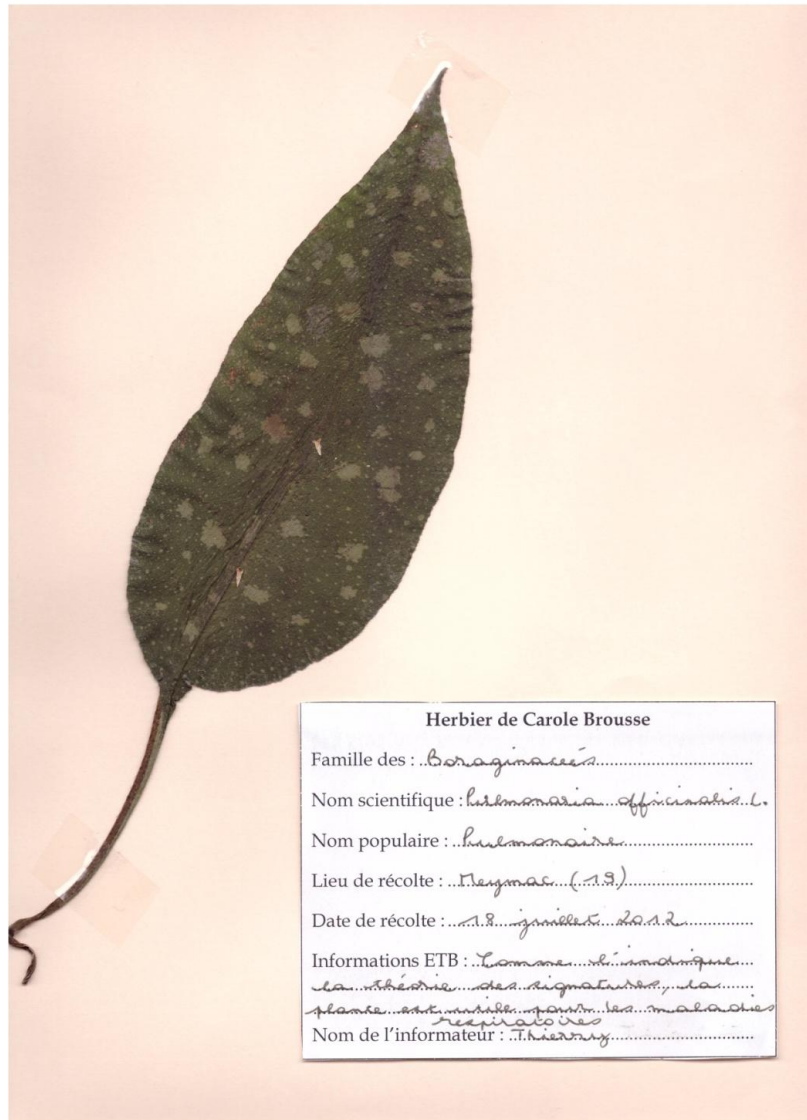 Herbier de Carole Brousse
Famille des : Boraginacées
Nom scientifique : Pulmonaria officinalis L.
Nom populaire : Pulmonaire
Lieu de récolte : Meymac (19)
Date de récolte : 18 juillet 2012
Informations ETB : Comme l'indique
la théorie des signatures, la
plante est utile pour les maladies
respiratoires
Nom de l'informateur : Thierry